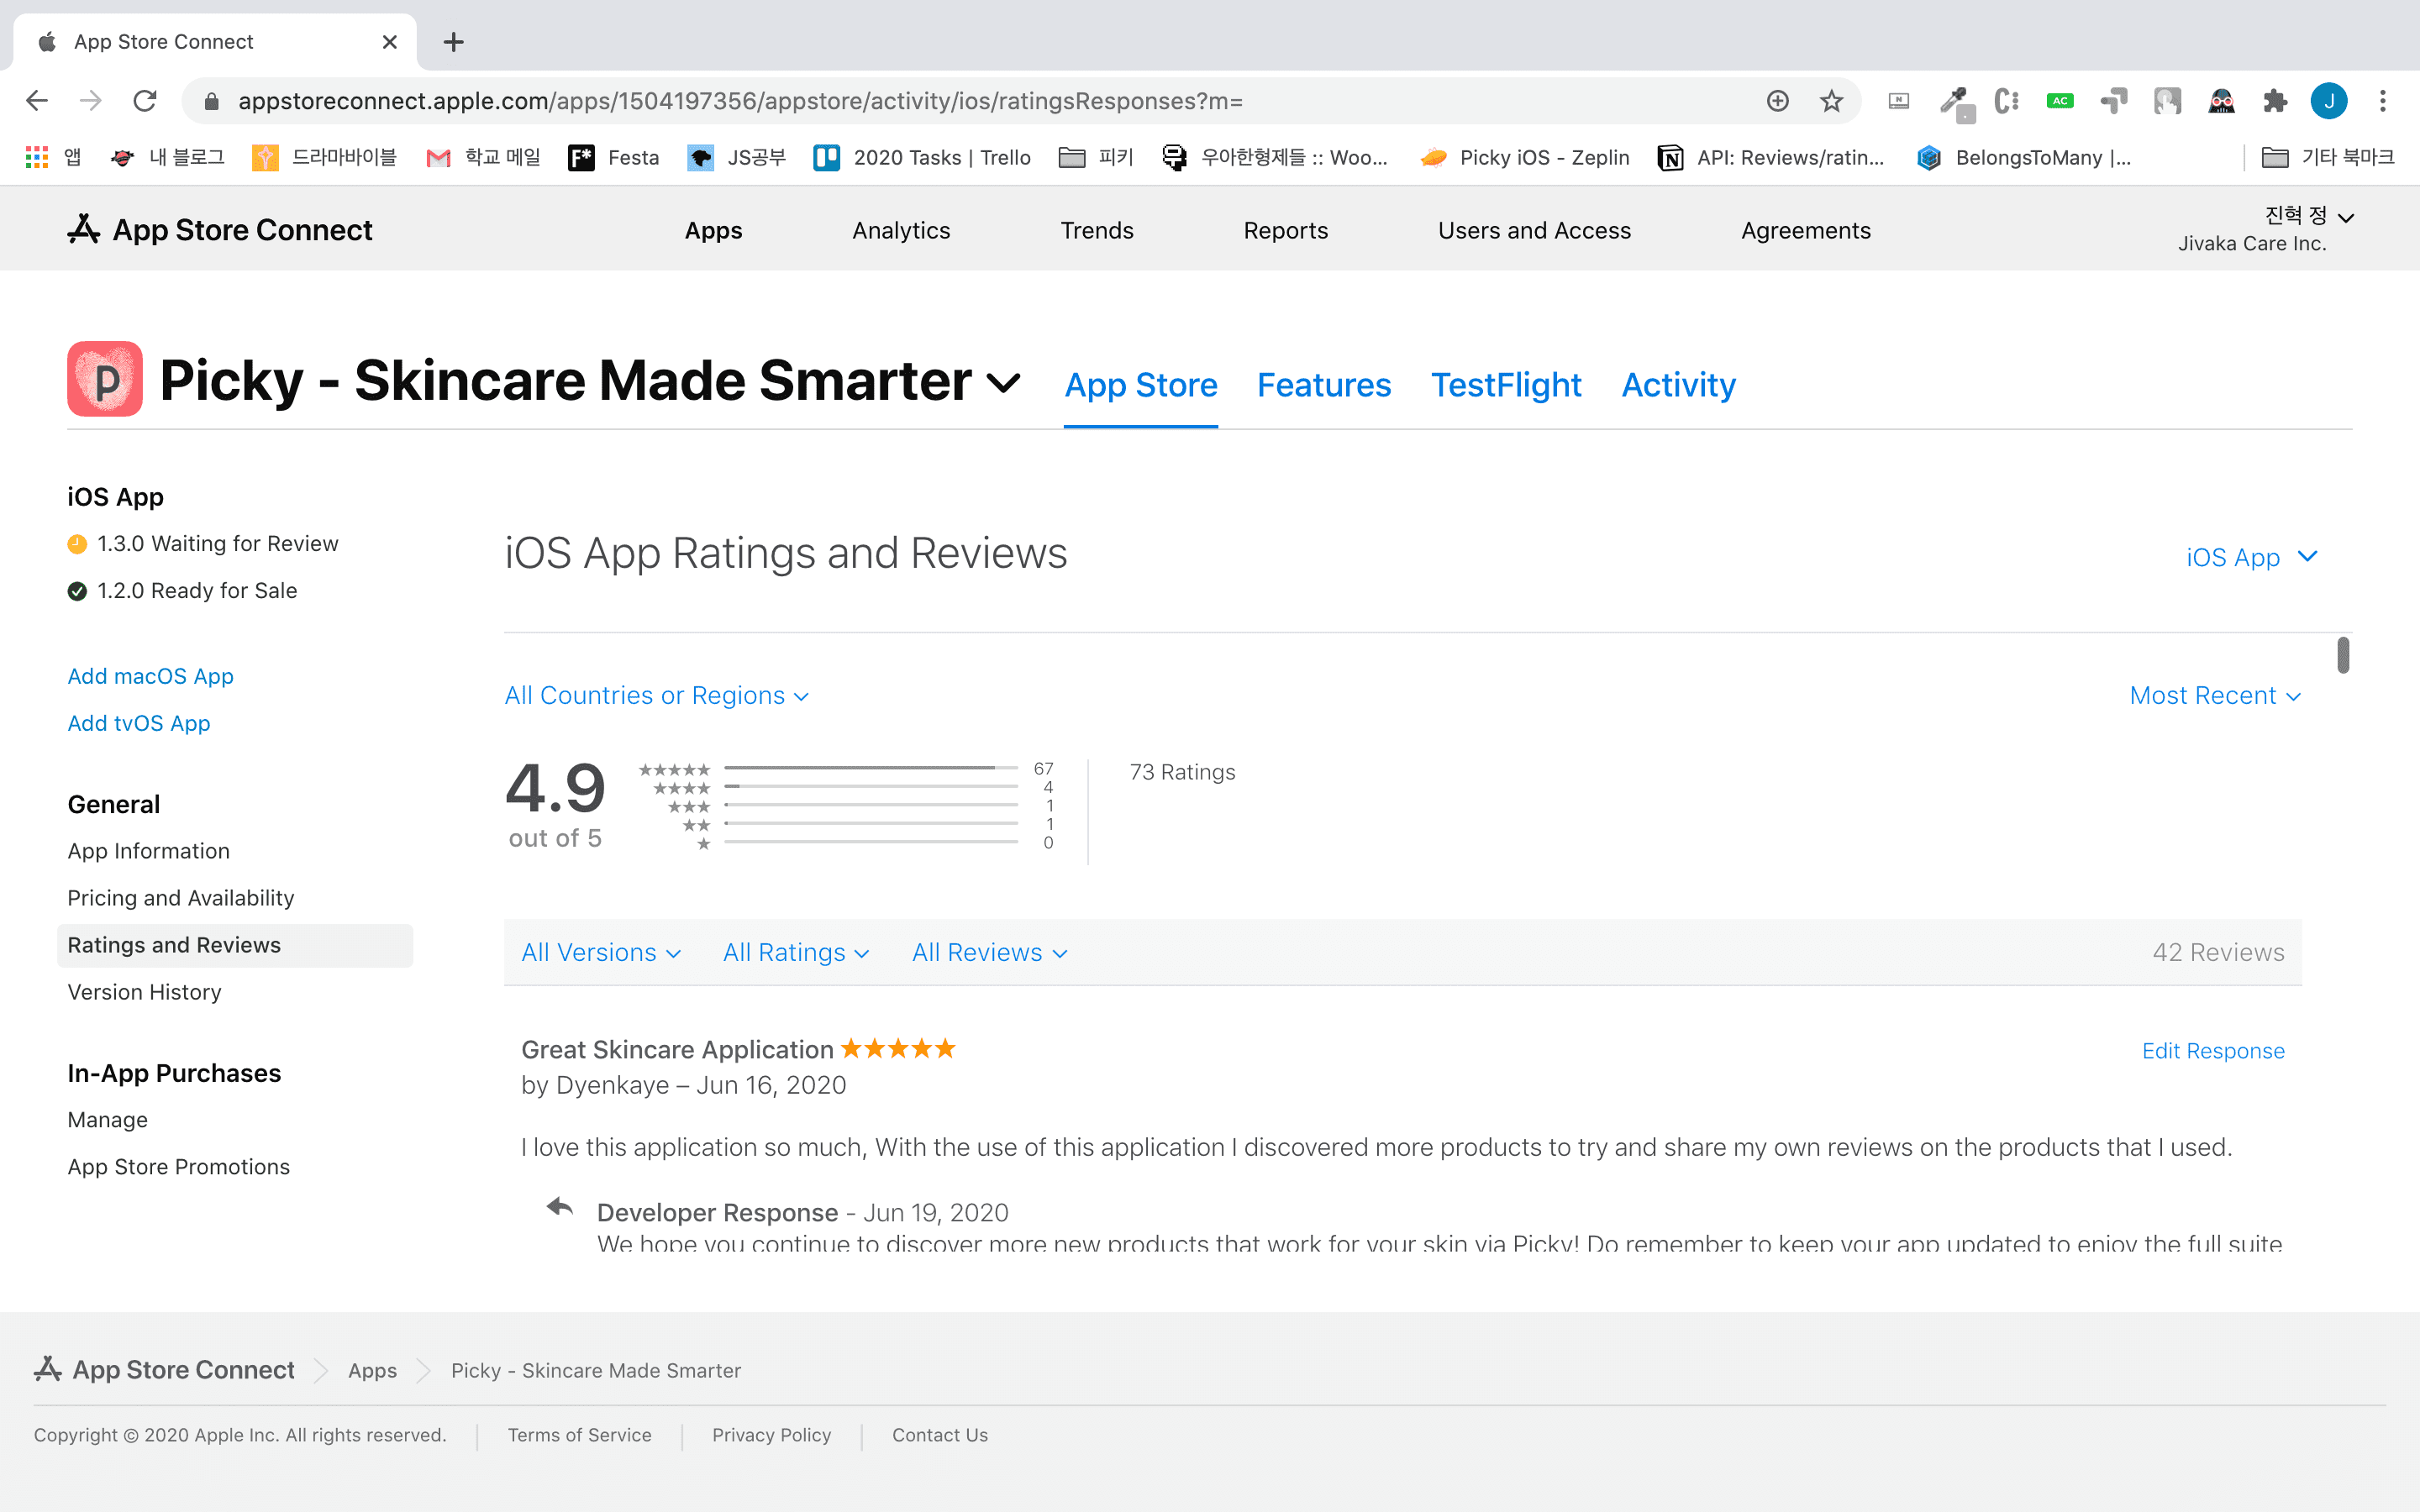 App Store Connect
appstoreconnect.apple.com/apps/1504197356/appstore/activity/ios/ratingsResponses?m=
AC
J
앱 내 블로그 드라마바이블 학교 메일 F* Festa JS공부 2020 Tasks | Trello 피키 우아한형제들 :: Woo... Picky iOS - Zeplin API: Reviews/ratin... BelongsToMany |... 기타 북마크
App Store Connect Apps Analytics Trends Reports Users and Access Agreements 진혁 정
Jivaka Care Inc.
p Picky - Skincare Made Smarter App Store Features TestFlight Activity
iOS App
1.3.0 Waiting for Review
1.2.0 Ready for Sale
Add macOS App
Add tvOS App
General
App Information
Pricing and Availability
Ratings and Reviews
Version History
In-App Purchases
Manage
App Store Promotions
iOS App Ratings and Reviews iOS App
All Countries or Regions Most Recent
4.9
out of 5
★★★★★ 67
★★★★ 4
★★★ 1
★★ 1
★ 0
73 Ratings
All Versions All Ratings All Reviews 42 Reviews
Great Skincare Application ★★★★★ Edit Response
by Dyenkaye – Jun 16, 2020
I love this application so much, With the use of this application I discovered more products to try and share my own reviews on the products that I used.
Developer Response - Jun 19, 2020
We hope you continue to discover more new products that work for your skin via Picky! Do remember to keep your app updated to enjoy the full suite
App Store Connect Apps Picky - Skincare Made Smarter
Copyright © 2020 Apple Inc. All rights reserved. Terms of Service Privacy Policy Contact Us